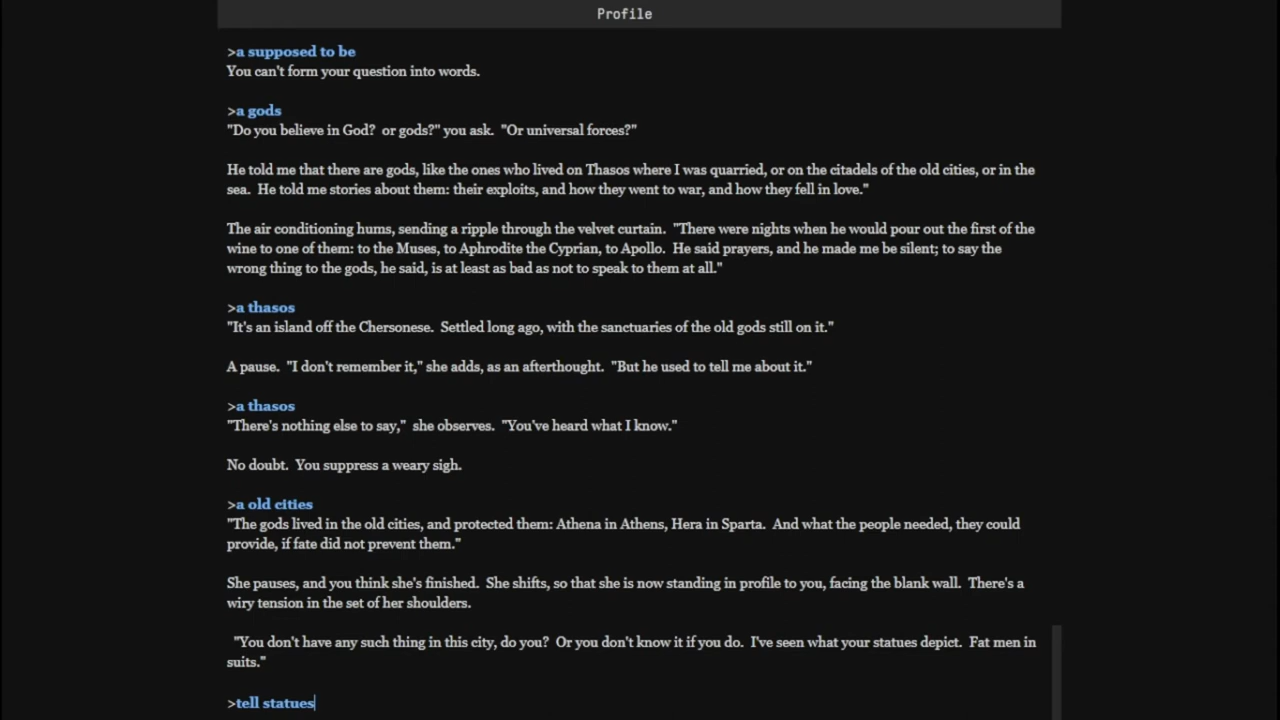 Profile
>a supposed to be
You can't form your question into words.
>a gods
"Do you believe in God?  or gods?" you ask.  "Or universal forces?"
He told me that there are gods, like the ones who lived on Thasos where I was quarried, or on the citadels of the old cities, or in the
sea.  He told me stories about them: their exploits, and how they went to war, and how they fell in love."
The air conditioning hums, sending a ripple through the velvet curtain.  "There were nights when he would pour out the first of the
wine to one of them: to the Muses, to Aphrodite the Cyprian, to Apollo.  He said prayers, and he made me be silent; to say the
wrong thing to the gods, he said, is at least as bad as not to speak to them at all."
>a thasos
"It's an island off the Chersonese.  Settled long ago, with the sanctuaries of the old gods still on it."
A pause.  "I don't remember it," she adds, as an afterthought.  "But he used to tell me about it."
>a thasos
"There's nothing else to say,"  she observes.  "You've heard what I know."
No doubt.  You suppress a weary sigh.
>a old cities
"The gods lived in the old cities, and protected them: Athena in Athens, Hera in Sparta.  And what the people needed, they could
provide, if fate did not prevent them."
She pauses, and you think she's finished.  She shifts, so that she is now standing in profile to you, facing the blank wall.  There's a
wiry tension in the set of her shoulders.
"You don't have any such thing in this city, do you?  Or you don't know it if you do.  I've seen what your statues depict.  Fat men in
suits."
>tell statues